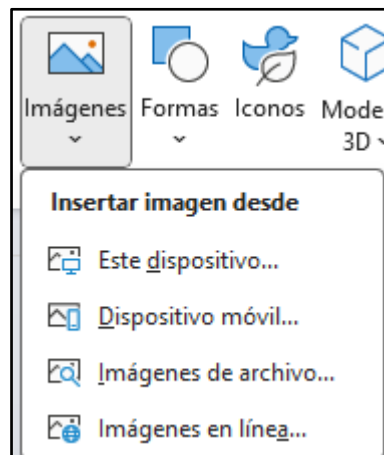 Imágenes Formas Iconos Mode
3D
Insertar imagen desde
Este dispositivo...
Dispositivo móvil...
Imágenes de archivo...
Imágenes en línea...